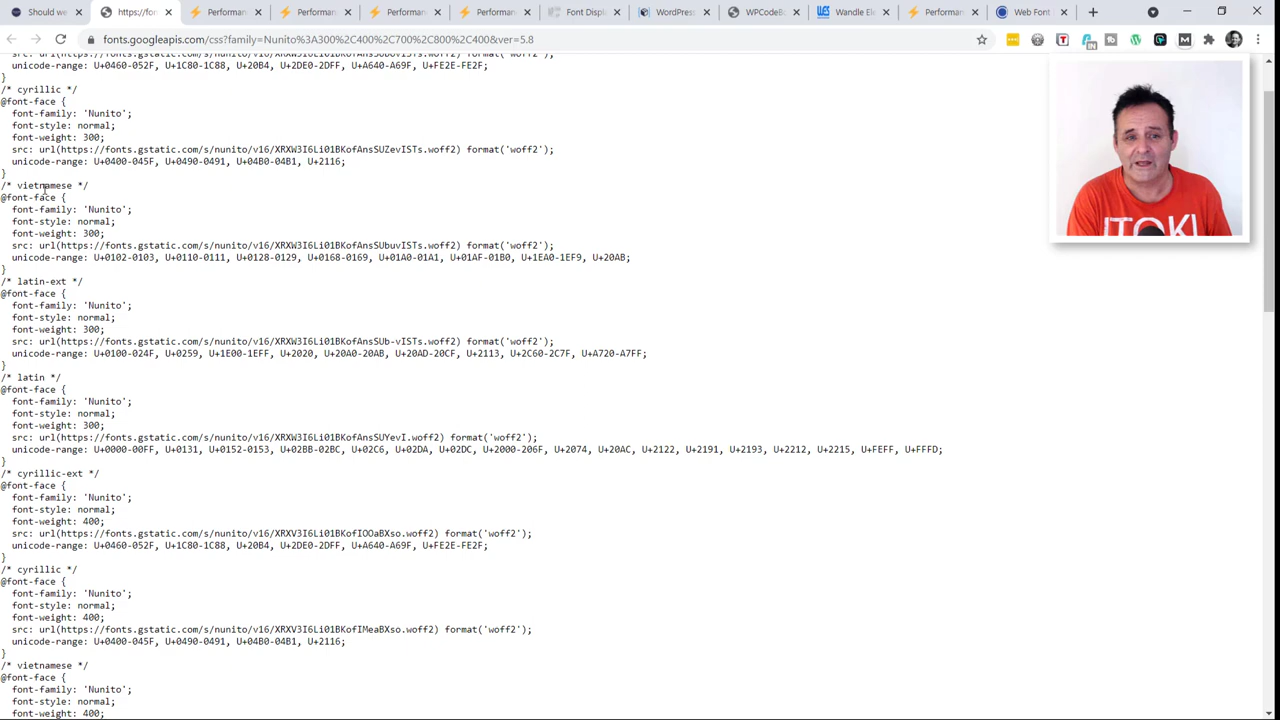 Should we
https://fon
Performan
Performan
Performan
Performan
Font Displ
WordPress
WPCodeB
Wandle Ele
Performan
Web Font
fonts.googleapis.com/css?family=Nunito%3A300%2C400%2C700%2C800%2C400&ver=5.8
unicode-range: U+0460-052F, U+1C80-1C88, U+20B4, U+2DE0-2DFF, U+A640-A69F, U+FE2E-FE2F;
}
/* cyrillic */
@font-face {
font-family: 'Nunito';
font-style: normal;
font-weight: 300;
src: url(https://fonts.gstatic.com/s/nunito/v16/XRXW3I6Li01BKofAnsSUZevISTs.woff2) format('woff2');
unicode-range: U+0400-045F, U+0490-0491, U+04B0-04B1, U+2116;
}
/* vietnamese */
@font-face {
font-family: 'Nunito';
font-style: normal;
font-weight: 300;
src: url(https://fonts.gstatic.com/s/nunito/v16/XRXW3I6Li01BKofAnsSUbuvISTs.woff2) format('woff2');
unicode-range: U+0102-0103, U+0110-0111, U+0128-0129, U+0168-0169, U+01A0-01A1, U+01AF-01B0, U+1EA0-1EF9, U+20AB;
}
/* latin-ext */
@font-face {
font-family: 'Nunito';
font-style: normal;
font-weight: 300;
src: url(https://fonts.gstatic.com/s/nunito/v16/XRXW3I6Li01BKofAnsSUb-vISTs.woff2) format('woff2');
unicode-range: U+0100-024F, U+0259, U+1E00-1EFF, U+2020, U+20A0-20AB, U+20AD-20CF, U+2113, U+2C60-2C7F, U+A720-A7FF;
}
/* latin */
@font-face {
font-family: 'Nunito';
font-style: normal;
font-weight: 300;
src: url(https://fonts.gstatic.com/s/nunito/v16/XRXW3I6Li01BKofAnsSUYevI.woff2) format('woff2');
unicode-range: U+0000-00FF, U+0131, U+0152-0153, U+02BB-02BC, U+02C6, U+02DA, U+02DC, U+2000-206F, U+2074, U+20AC, U+2122, U+2191, U+2193, U+2212, U+2215, U+FEFF, U+FFFD;
}
/* cyrillic-ext */
@font-face {
font-family: 'Nunito';
font-style: normal;
font-weight: 400;
src: url(https://fonts.gstatic.com/s/nunito/v16/XRXV3I6Li01BKofIOOaBXso.woff2) format('woff2');
unicode-range: U+0460-052F, U+1C80-1C88, U+20B4, U+2DE0-2DFF, U+A640-A69F, U+FE2E-FE2F;
}
/* cyrillic */
@font-face {
font-family: 'Nunito';
font-style: normal;
font-weight: 400;
src: url(https://fonts.gstatic.com/s/nunito/v16/XRXV3I6Li01BKofIMeaBXso.woff2) format('woff2');
unicode-range: U+0400-045F, U+0490-0491, U+04B0-04B1, U+2116;
}
/* vietnamese */
@font-face {
font-family: 'Nunito';
font-style: normal;
font-weight: 400;